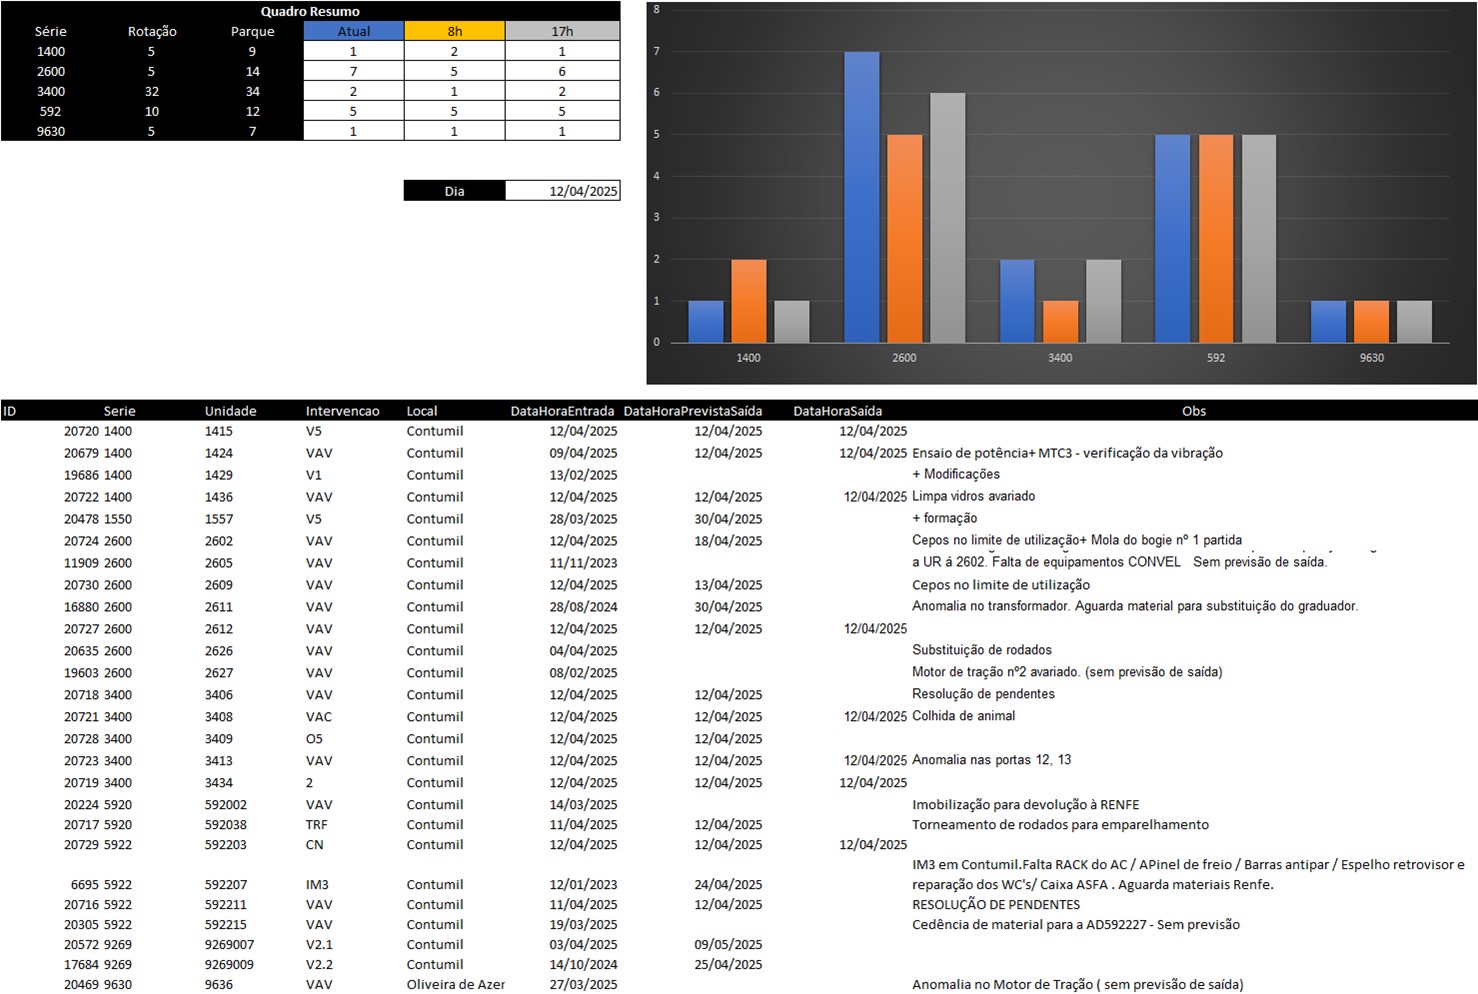 Quadro Resumo
Série Rotação Parque Atual 8h 17h
1400 5 9 1 2 1
2600 5 14 7 5 6
3400 32 34 2 1 2
592 10 12 5 5 5
9630 5 7 1 1 1
Dia 12/04/2025
8
7
6
5
4
3
2
1
0
1400 2600 3400 592 9630
ID Serie Unidade Intervencao Local DataHoraEntrada DataHoraPrevistaSaída DataHoraSaída Obs
20720 1400 1415 V5 Contumil 12/04/2025 12/04/2025 12/04/2025
20679 1400 1424 VAV Contumil 09/04/2025 12/04/2025 12/04/2025 Ensaio de potência+ MTC3 - verificação da vibração
19686 1400 1429 V1 Contumil 13/02/2025 + Modificações
20722 1400 1436 VAV Contumil 12/04/2025 12/04/2025 12/04/2025 Limpa vidros avariado
20478 1550 1557 V5 Contumil 28/03/2025 30/04/2025 + formação
20724 2600 2602 VAV Contumil 12/04/2025 18/04/2025 Cepos no limite de utilização+ Mola do bogie nº 1 partida
11909 2600 2605 VAV Contumil 11/11/2023 a UR á 2602. Falta de equipamentos CONVEL Sem previsão de saída.
20730 2600 2609 VAV Contumil 12/04/2025 13/04/2025 Cepos no limite de utilização
16880 2600 2611 VAV Contumil 28/08/2024 30/04/2025 Anomalia no transformador. Aguarda material para substituição do graduador.
20727 2600 2612 VAV Contumil 12/04/2025 12/04/2025 12/04/2025
20635 2600 2626 VAV Contumil 04/04/2025 Substituição de rodados
19603 2600 2627 VAV Contumil 08/02/2025 Motor de tração nº2 avariado. (sem previsão de saída)
20718 3400 3406 VAV Contumil 12/04/2025 12/04/2025 Resolução de pendentes
20721 3400 3408 VAC Contumil 12/04/2025 12/04/2025 12/04/2025 Colhida de animal
20728 3400 3409 O5 Contumil 12/04/2025 12/04/2025
20723 3400 3413 VAV Contumil 12/04/2025 12/04/2025 12/04/2025 Anomalia nas portas 12, 13
20719 3400 3434 2 Contumil 12/04/2025 12/04/2025 12/04/2025
20224 5920 592002 VAV Contumil 14/03/2025 Imobilização para devolução à RENFE
20717 5920 592038 TRF Contumil 11/04/2025 12/04/2025 Torneamento de rodados para emparelhamento
20729 5922 592203 CN Contumil 12/04/2025 12/04/2025 12/04/2025
IM3 em Contumil.Falta RACK do AC / APinel de freio / Barras antipar / Espelho retrovisor e
6695 5922 592207 IM3 Contumil 12/01/2023 24/04/2025 reparação dos WC's/ Caixa ASFA . Aguarda materiais Renfe.
20716 5922 592211 VAV Contumil 11/04/2025 12/04/2025 RESOLUÇÃO DE PENDENTES
20305 5922 592215 VAV Contumil 19/03/2025 Cedência de material para a AD592227 - Sem previsão
20572 9269 9269007 V2.1 Contumil 03/04/2025 09/05/2025
17684 9269 9269009 V2.2 Contumil 14/10/2024 25/04/2025
20469 9630 9636 VAV Oliveira de Azer 27/03/2025 Anomalia no Motor de Tração ( sem previsão de saída)